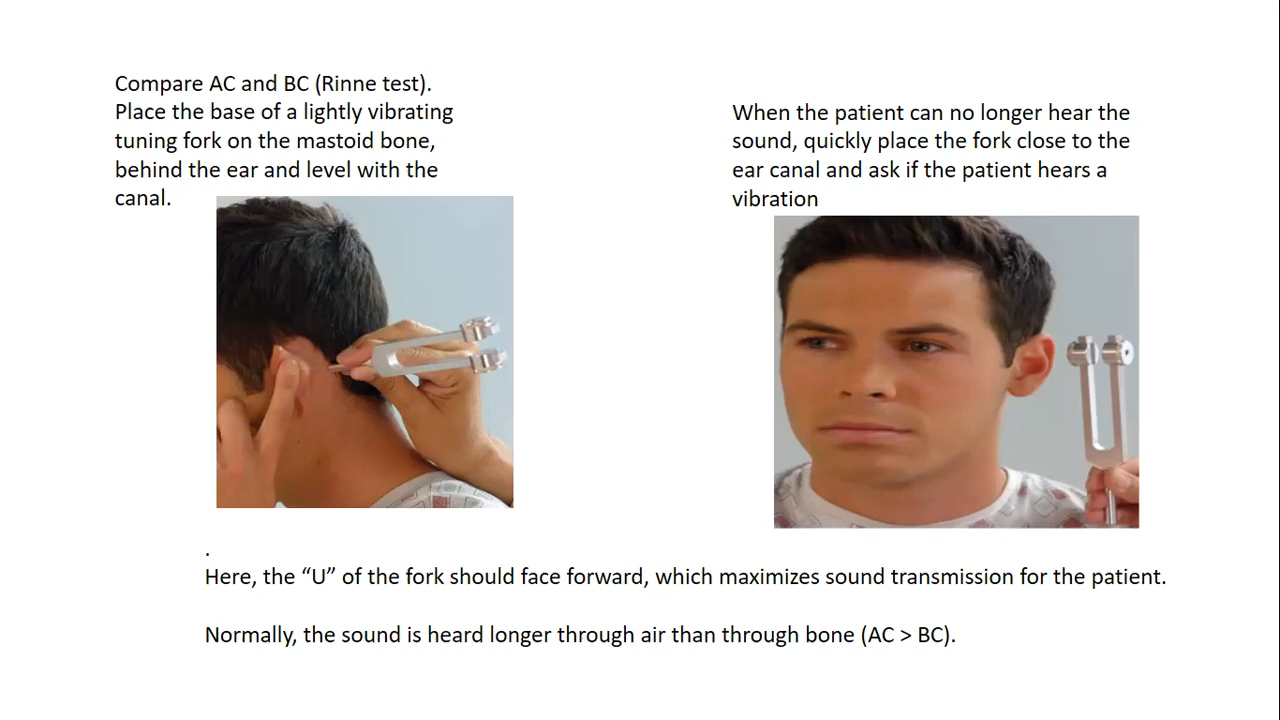 Compare AC and BC (Rinne test).
Place the base of a lightly vibrating
tuning fork on the mastoid bone,
behind the ear and level with the
canal.
When the patient can no longer hear the
sound, quickly place the fork close to the
ear canal and ask if the patient hears a
vibration
.
Here, the “U” of the fork should face forward, which maximizes sound transmission for the patient.
Normally, the sound is heard longer through air than through bone (AC > BC).